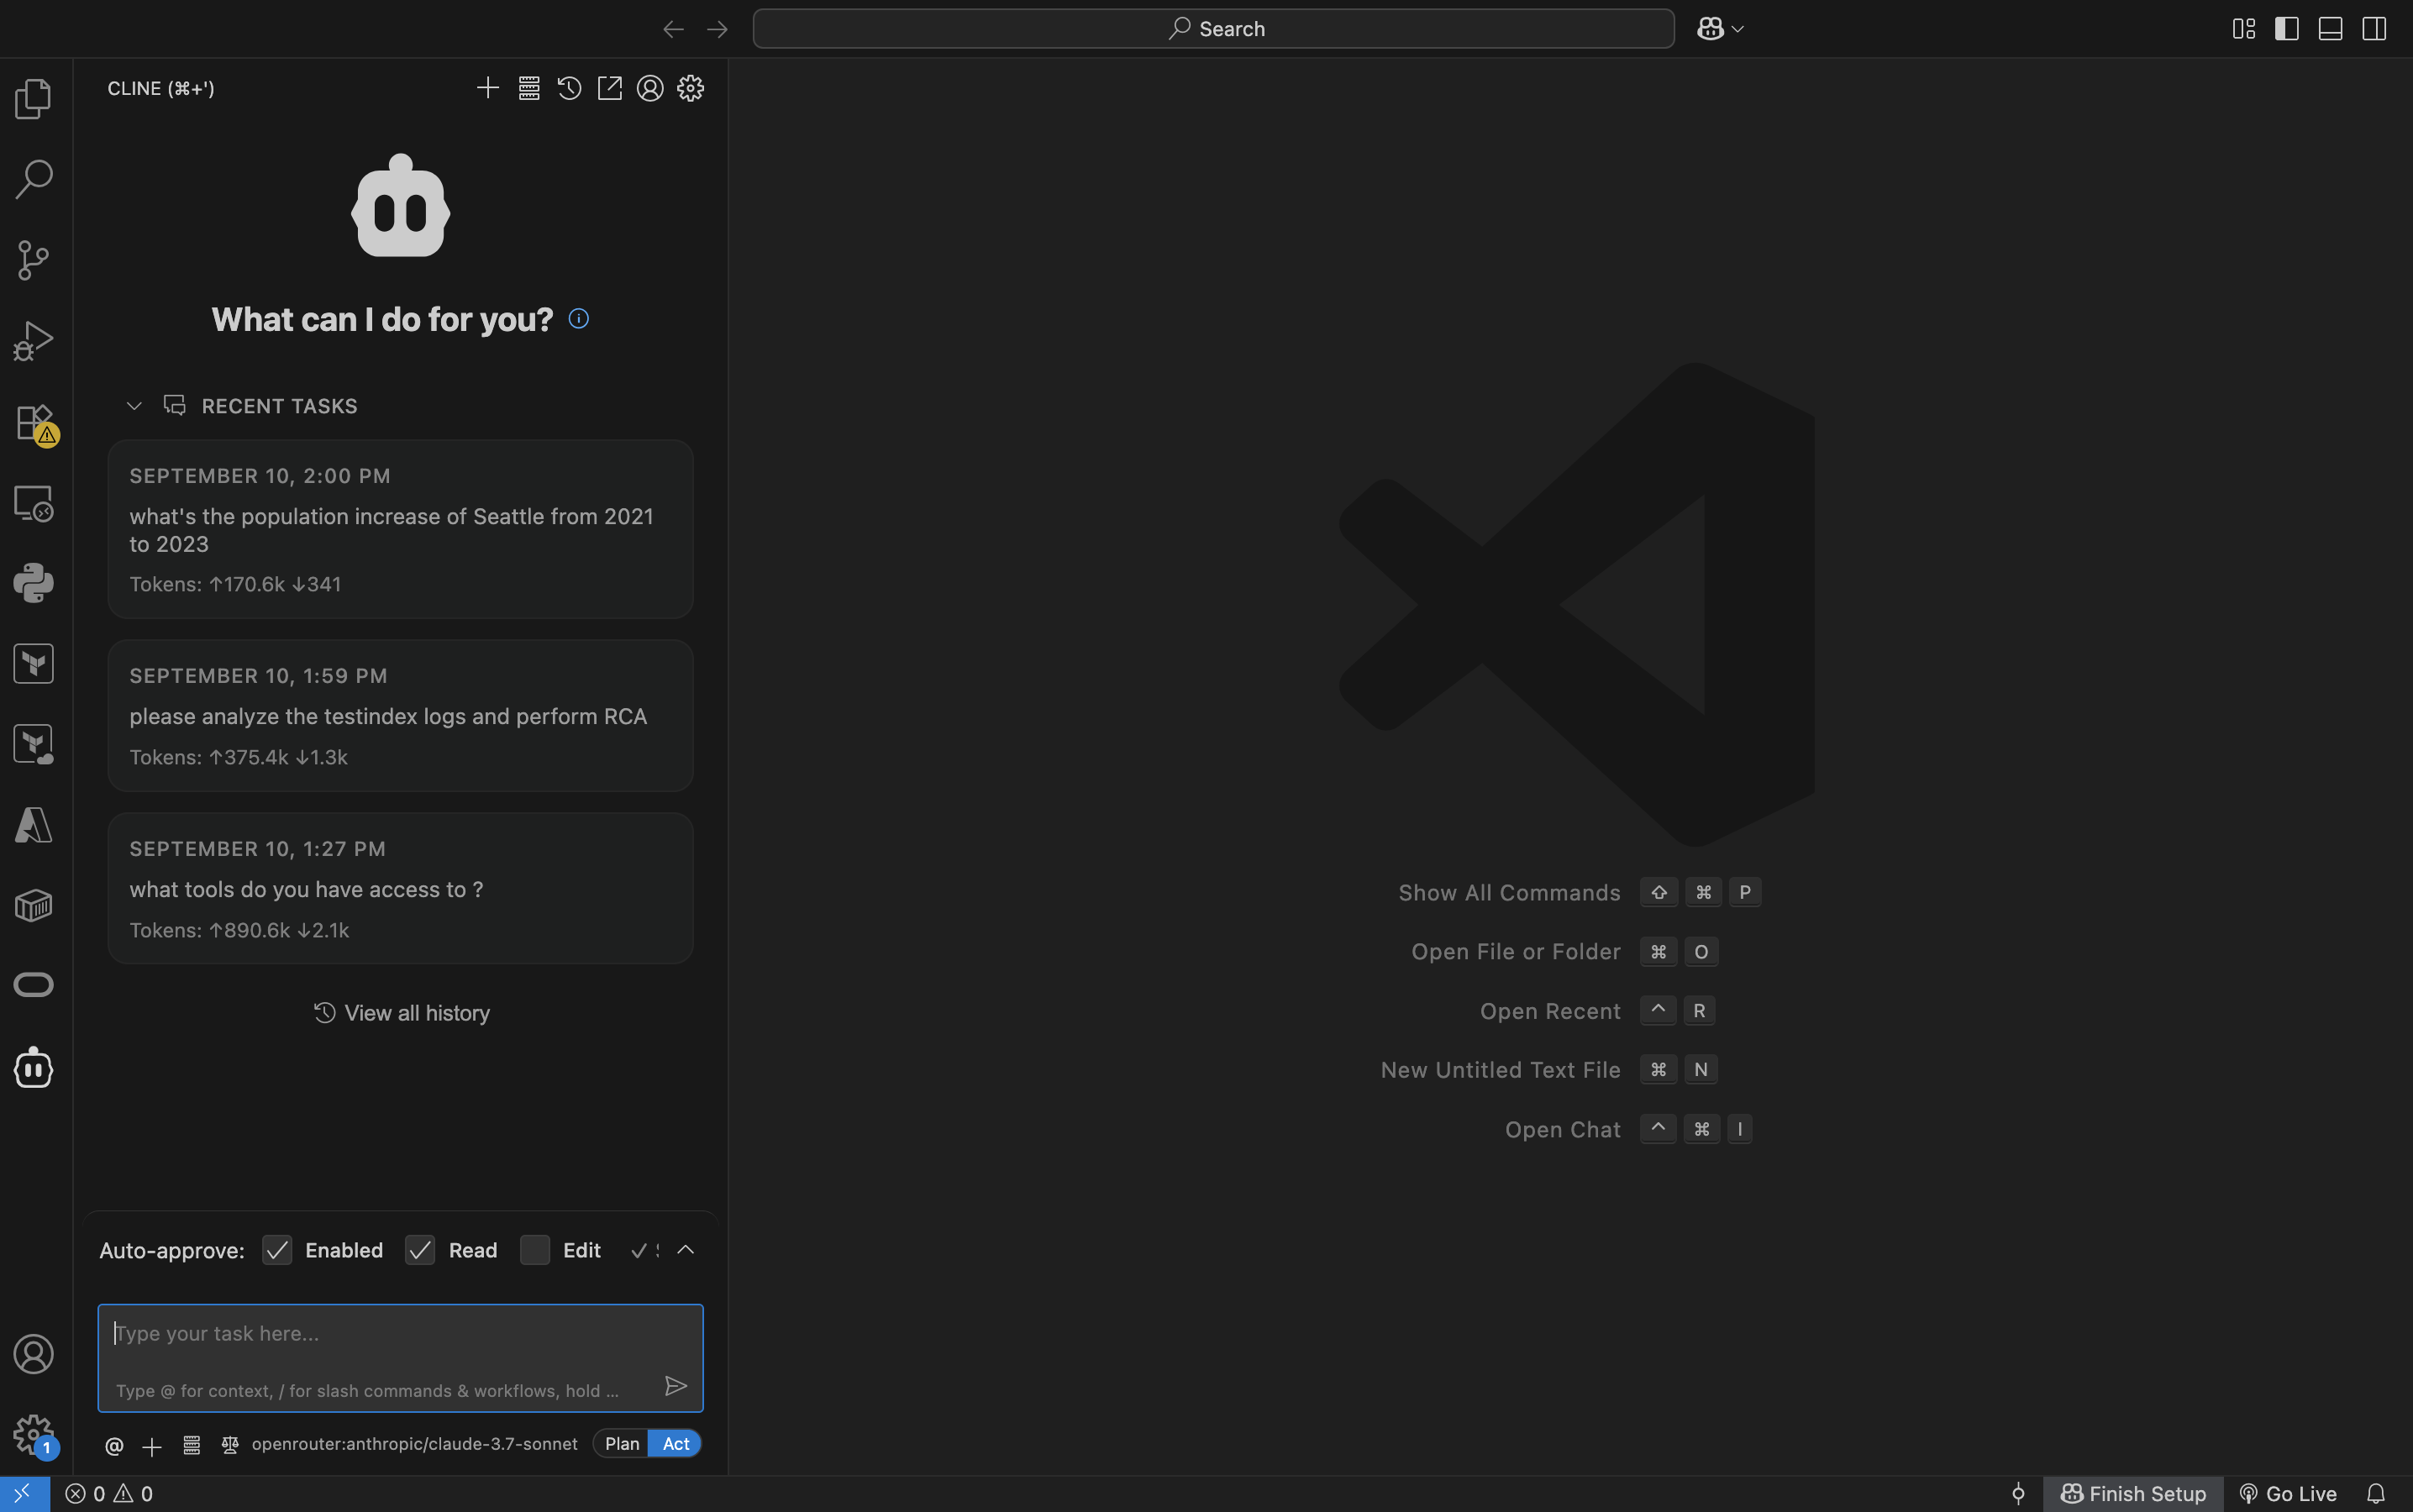 Search
CLINE (⌘+')
What can I do for you?
RECENT TASKS
SEPTEMBER 10, 2:00 PM
what's the population increase of Seattle from 2021
to 2023
Tokens: ↑170.6k ↓341
SEPTEMBER 10, 1:59 PM
please analyze the testindex logs and perform RCA
Tokens: ↑375.4k ↓1.3k
SEPTEMBER 10, 1:27 PM
what tools do you have access to ?
Tokens: ↑890.6k ↓2.1k
View all history
Auto-approve: Enabled Read Edit
Type your task here...
Type @ for context, / for slash commands & workflows, hold ...
@ openrouter:anthropic/claude-3.7-sonnet Plan Act
1
Show All Commands ⇧ ⌘ P
Open File or Folder ⌘ O
Open Recent ^ R
New Untitled Text File ⌘ N
Open Chat ^ ⌘ I
0 0
Finish Setup Go Live